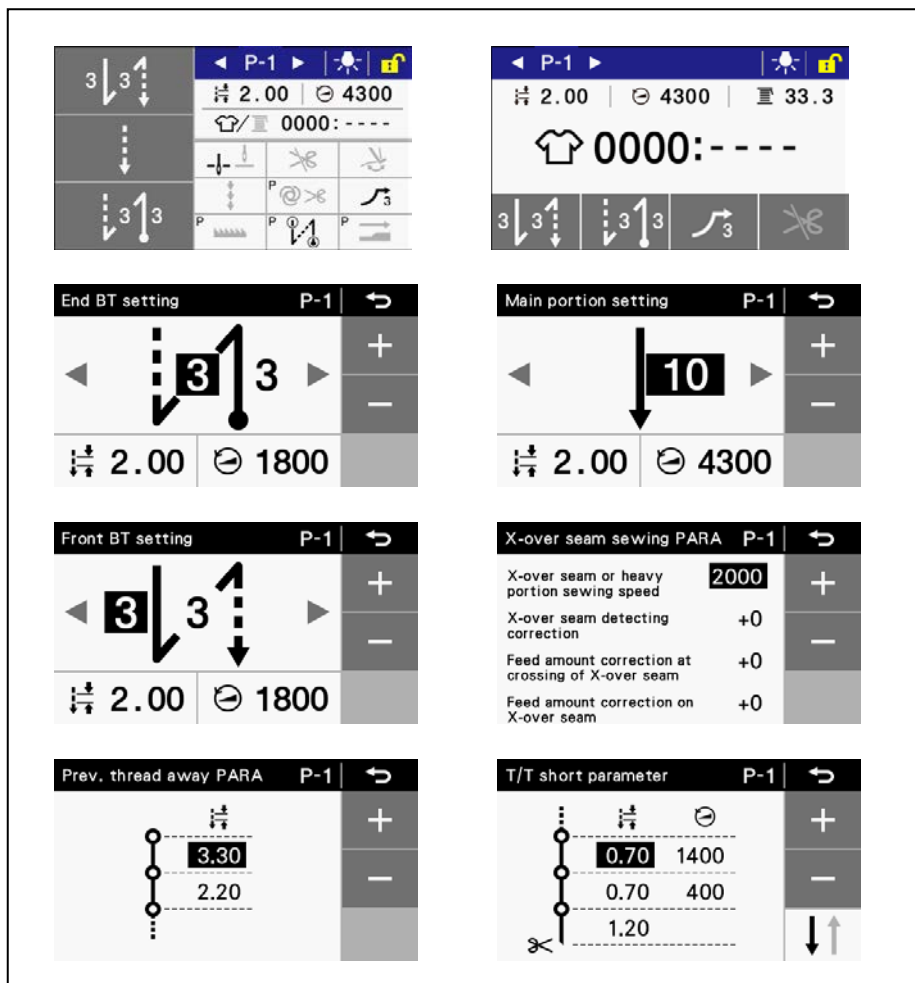 3 3
P-1
2.00 4300
0000:----
3 3
P
3
P P P
P-1
2.00 4300 33.3
0000:----
3 3 3 3 3
End BT setting P-1
3 3
+
−
2.00 1800
Main portion setting P-1
10
+
−
2.00 4300
Front BT setting P-1
3 3
+
−
2.00 1800
X-over seam sewing PARA P-1
X-over seam or heavy
portion sewing speed 2000
X-over seam detecting
correction +0
Feed amount correction at
crossing of X-over seam +0
Feed amount correction on
X-over seam +0
+
−
Prev. thread away PARA P-1
3.30
2.20
+
−
T/T short parameter P-1
0.70 1400
0.70 400
1.20
+
−